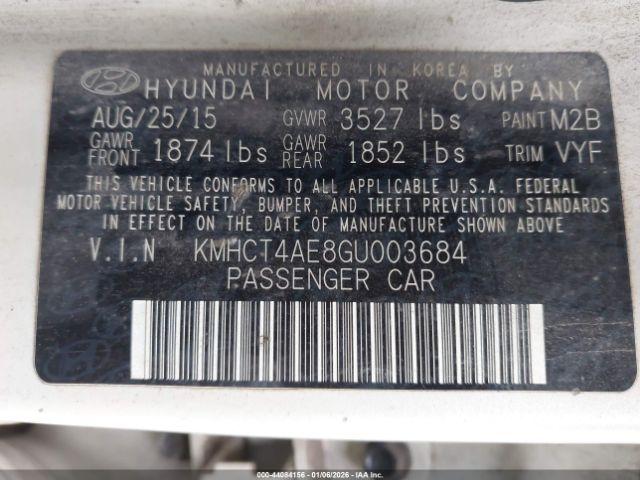 MANUFACTURED IN KOREA BY
HYUNDAI MOTOR COMPANY
AUG/25/15 GVWR 3527 lbs PAINT M2B
GAWR FRONT 1874 lbs GAWR REAR 1852 lbs TRIM VYF
THIS VEHICLE CONFORMS TO ALL APPLICABLE U.S.A. FEDERAL
MOTOR VEHICLE SAFETY, BUMPER, AND THEFT PREVENTION STANDARDS
IN EFFECT ON THE DATE OF MANUFACTURE SHOWN ABOVE
V.I.N KMHCT4AE8GU003684
PASSENGER CAR
000-44084156 - 01/06/2026 - IAAHQ